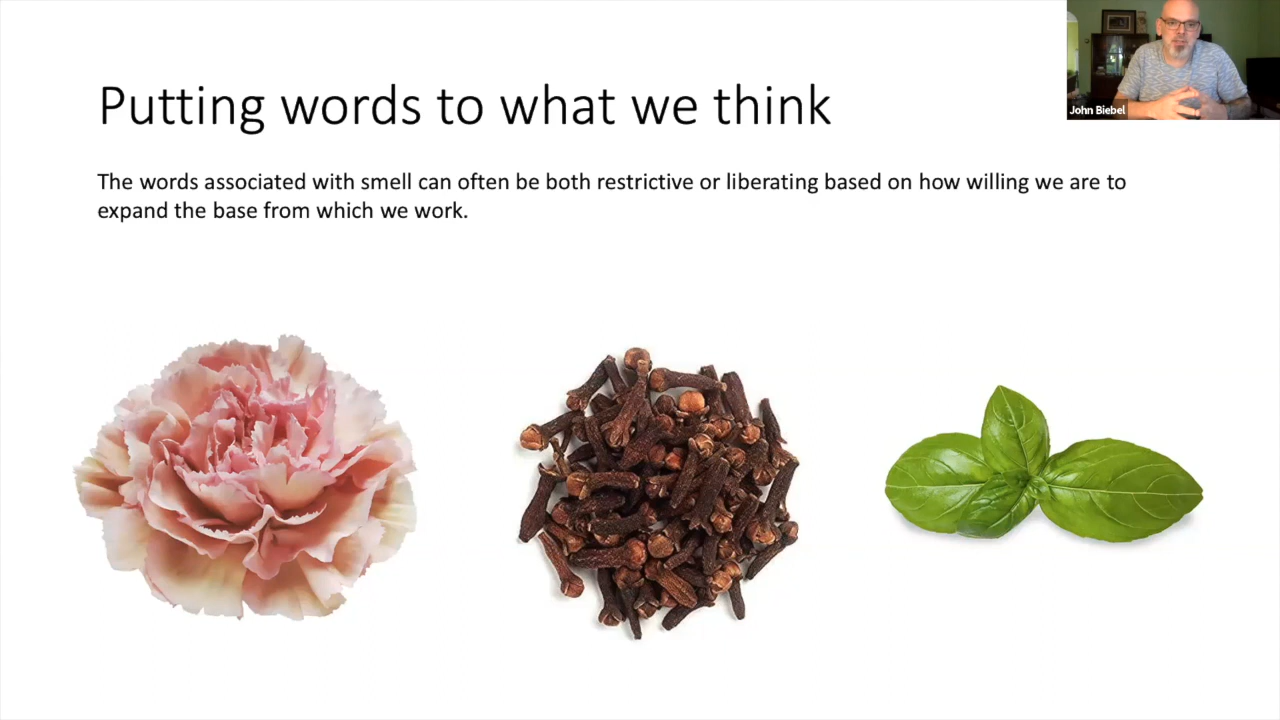 Putting words to what we think
The words associated with smell can often be both restrictive or liberating based on how willing we are to
expand the base from which we work.
John Biebel